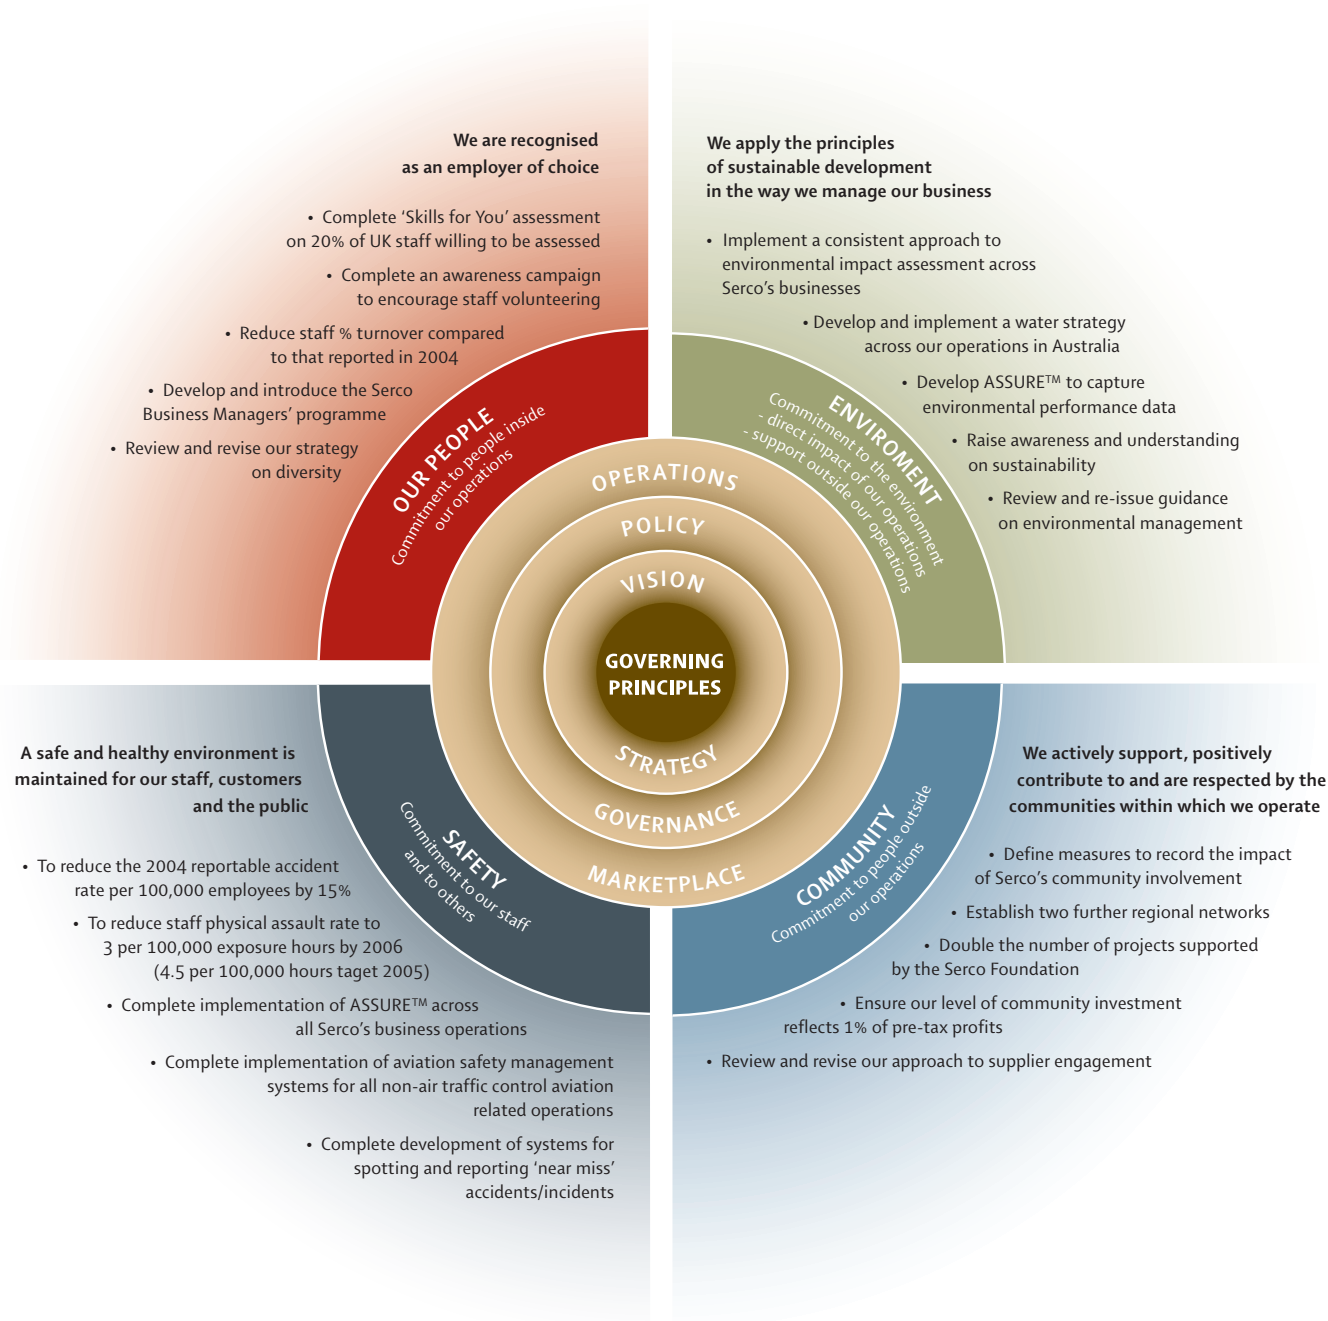 We are recognised
as an employer of choice
• Complete ‘Skills for You’ assessment
on 20% of UK staff willing to be assessed
• Complete an awareness campaign
to encourage staff volunteering
• Reduce staff % turnover compared
to that reported in 2004
• Develop and introduce the Serco
Business Managers’ programme
• Review and revise our strategy
on diversity
OUR PEOPLE
Commitment to people inside
our operations
We apply the principles
of sustainable development
in the way we manage our business
• Implement a consistent approach to
environmental impact assessment across
Serco’s businesses
• Develop and implement a water strategy
across our operations in Australia
• Develop ASSURE™ to capture
environmental performance data
• Raise awareness and understanding
on sustainability
• Review and re-issue guidance
on environmental management
ENVIROMENT
Commitment to the environment
- direct impact of our operations
- support outside our operations
OPERATIONS
POLICY
VISION
GOVERNING
PRINCIPLES
STRATEGY
GOVERNANCE
MARKETPLACE
A safe and healthy environment is
maintained for our staff, customers
and the public
• To reduce the 2004 reportable accident
rate per 100,000 employees by 15%
• To reduce staff physical assault rate to
3 per 100,000 exposure hours by 2006
(4.5 per 100,000 hours taget 2005)
• Complete implementation of ASSURE™ across
all Serco’s business operations
• Complete implementation of aviation safety management
systems for all non-air traffic control aviation
related operations
• Complete development of systems for
spotting and reporting ‘near miss’
accidents/incidents
SAFETY
Commitment to our staff
and to others
We actively support, positively
contribute to and are respected by the
communities within which we operate
• Define measures to record the impact
of Serco’s community involvement
• Establish two further regional networks
• Double the number of projects supported
by the Serco Foundation
• Ensure our level of community investment
reflects 1% of pre-tax profits
• Review and revise our approach to supplier engagement
COMMUNITY
Commitment to people outside
our operations